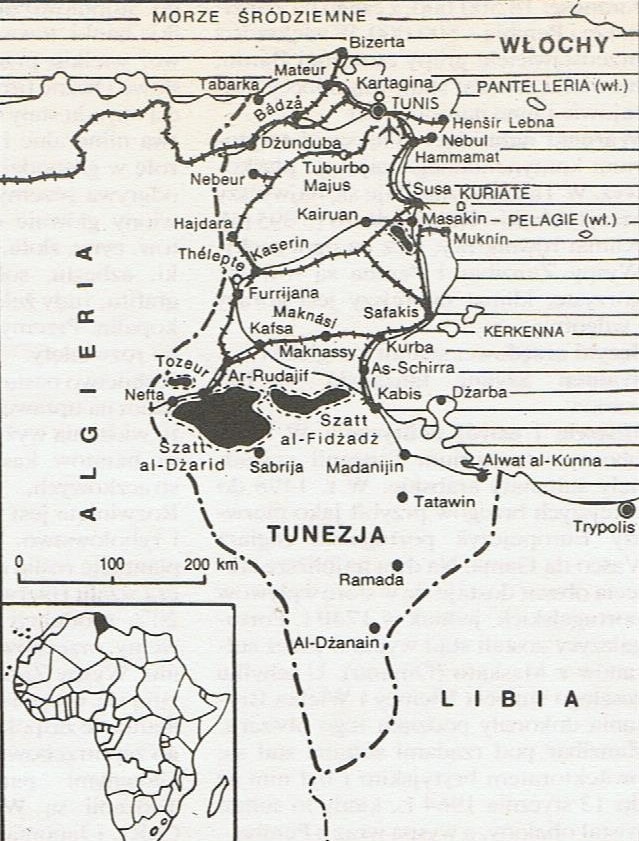 MORZE ŚRÓDZIEMNE
Bizerta
WŁOCHY
Mateur
Tabarka
Kartagina
PANTELLERIA (wł.)
Bádżá
TUNIS
Henšir Lebna
Dżunduba
Nebul
Hammamat
Nebeur
Tuburbo
Majus
Susa
KURIATE
Kairuan
Masakin
PELAGIE (wł.)
Hajdara
Muknín
Thélepte
Kaserin
Furrijana
Maknásí
Safakis
Kafsa
KERKENNA
Maknassy
Kurba
Tozeur
As-Schirra
Ar-Rudajif
Nefta
Kabis
Dżarba
Szatt
al-Fidżadż
Szatt
al-Dżarid
Sabrija
Madanijin
Alwat al-Kúnna
ALGIERIA
Tatawin
TUNEZJA
Trypolis
0 100 200 km
Ramada
Al-Dżanain
LIBIA